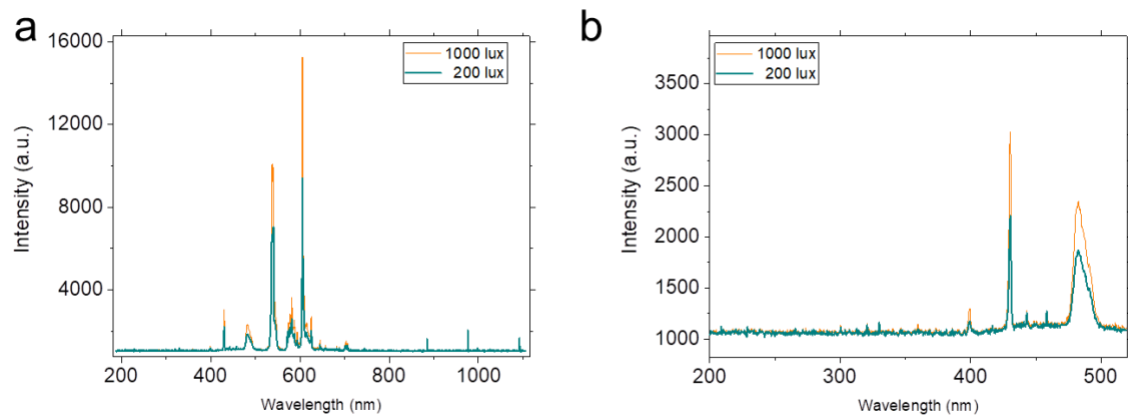 a
16000
12000
8000
4000
Intensity (a.u.)
1000 lux
200 lux
200
400
600
800
1000
Wavelength (nm)
b
3500
3000
2500
2000
1500
1000
Intensity (a.u.)
1000 lux
200 lux
200
300
400
500
Wavelength (nm)